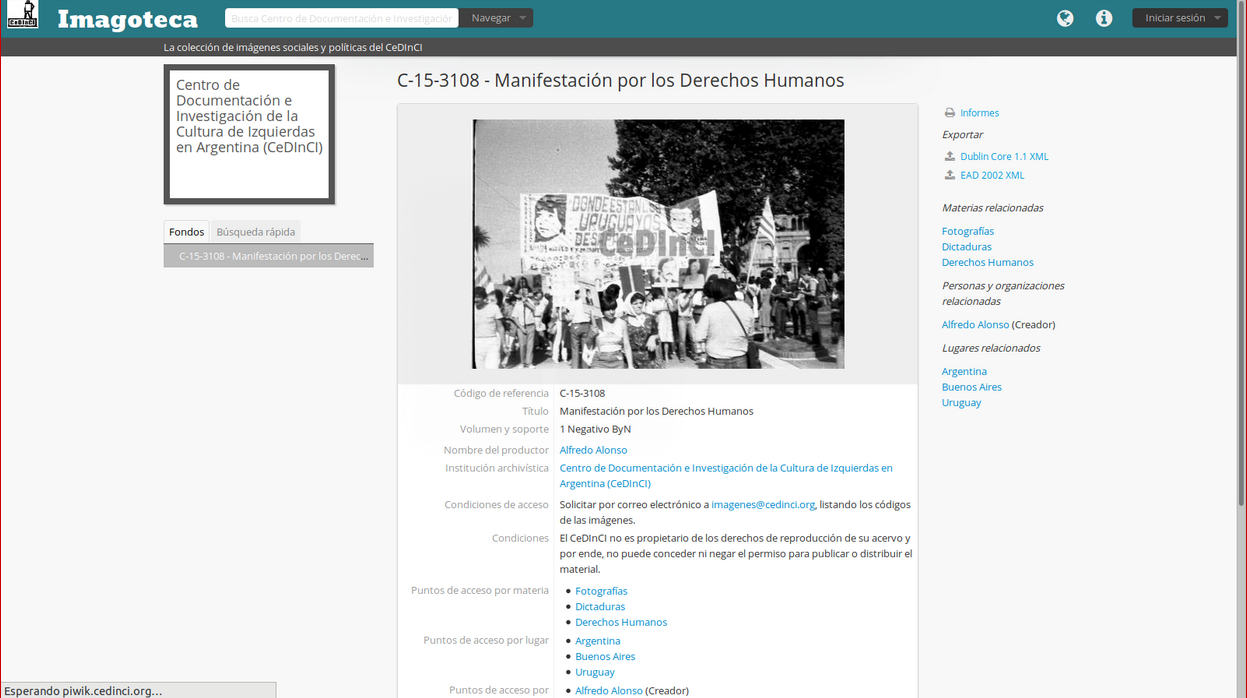 CeDInCI
Imagoteca
Busca Centro de Documentación e Investigación
Navegar
Iniciar sesión
La colección de imágenes sociales y políticas del CeDInCI
Centro de
Documentación e
Investigación de la
Cultura de Izquierdas
en Argentina (CeDInCI)
Fondos
Búsqueda rápida
C-15-3108 - Manifestación por los Derec...
C-15-3108 - Manifestación por los Derechos Humanos
DONDE ESTAN LOS
URUGUAYOS
DES
CeDInCI
Código de referencia C-15-3108
Título Manifestación por los Derechos Humanos
Volumen y soporte 1 Negativo ByN
Nombre del productor Alfredo Alonso
Institución archivística Centro de Documentación e Investigación de la Cultura de Izquierdas en
Argentina (CeDInCI)
Condiciones de acceso Solicitar por correo electrónico a imagenes@cedinci.org, listando los códigos
de las imágenes.
Condiciones El CeDInCI no es propietario de los derechos de reproducción de su acervo y
por ende, no puede conceder ni negar el permiso para publicar o distribuir el
material.
Puntos de acceso por materia • Fotografías
• Dictaduras
• Derechos Humanos
Puntos de acceso por lugar • Argentina
• Buenos Aires
• Uruguay
Puntos de acceso por • Alfredo Alonso (Creador)
Informes
Exportar
Dublin Core 1.1 XML
EAD 2002 XML
Materias relacionadas
Fotografías
Dictaduras
Derechos Humanos
Personas y organizaciones
relacionadas
Alfredo Alonso (Creador)
Lugares relacionados
Argentina
Buenos Aires
Uruguay
Esperando piwik.cedinci.org...